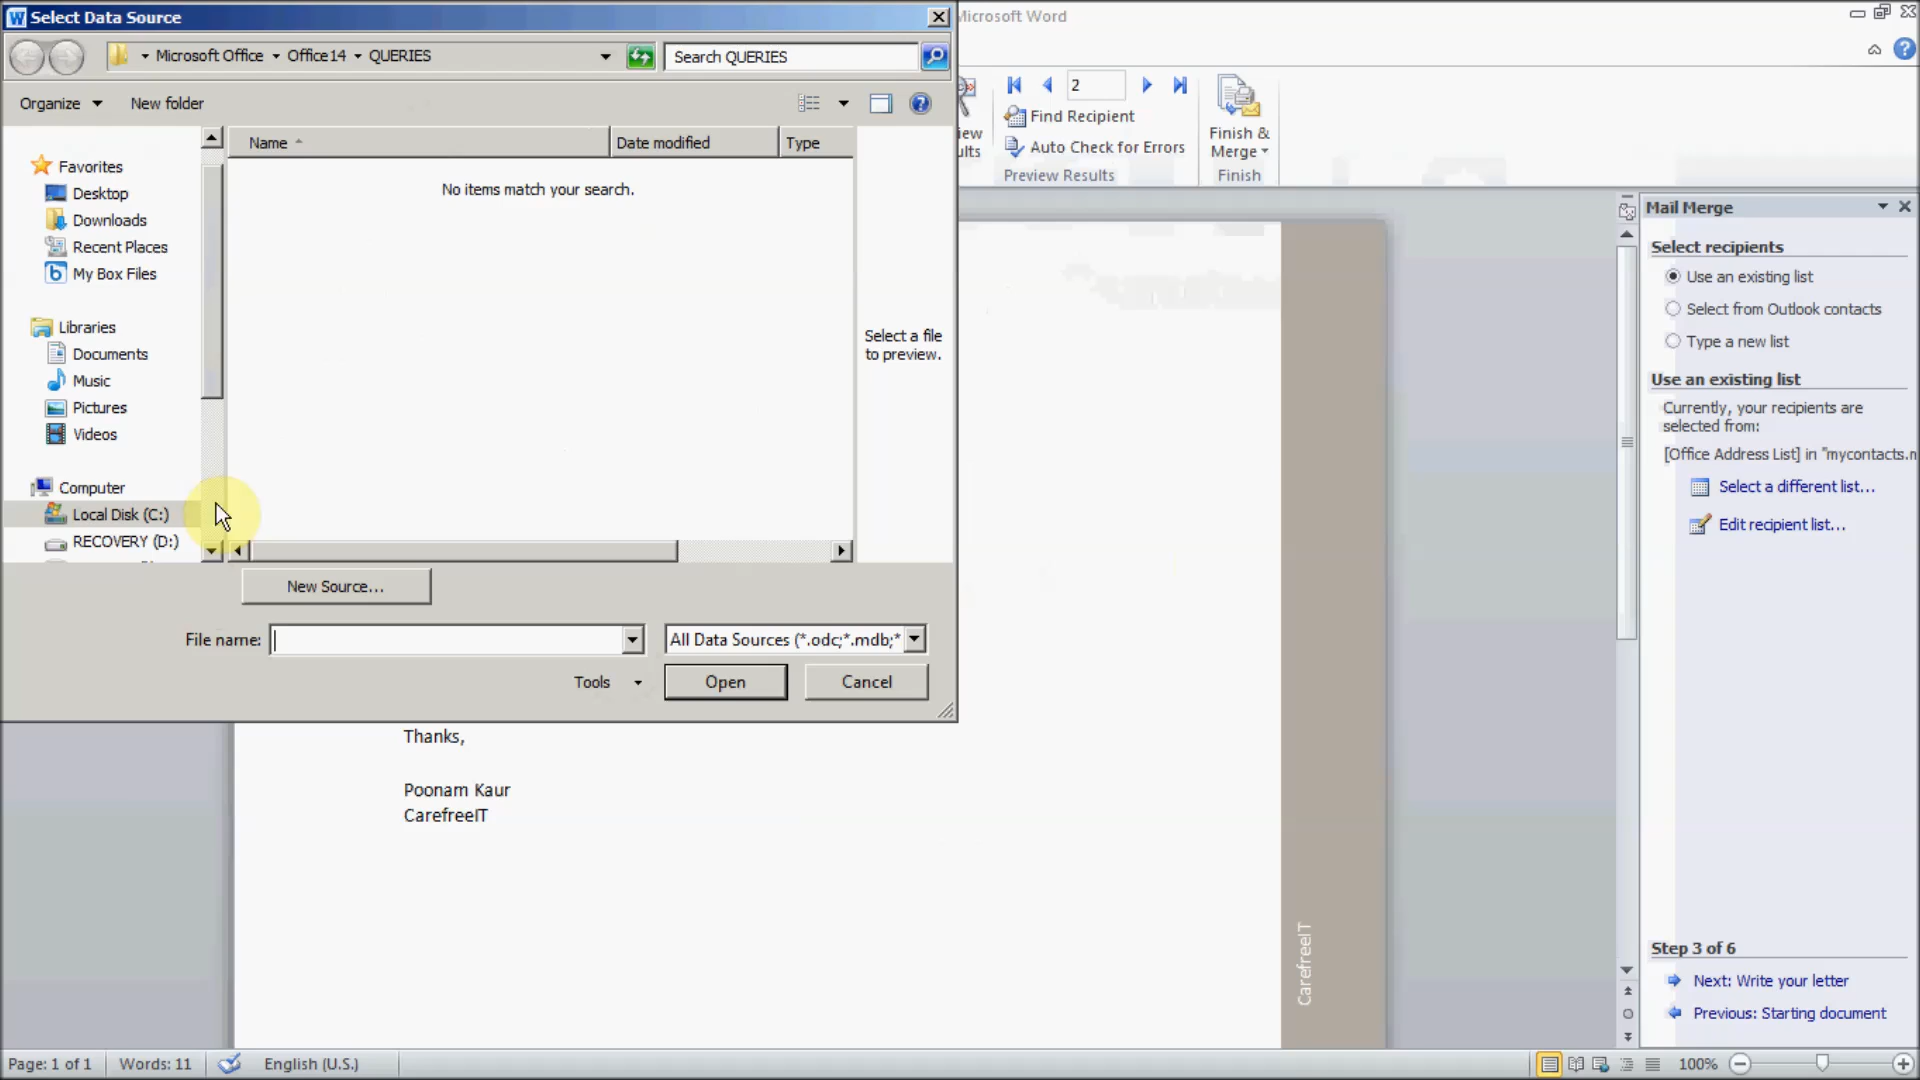 Select Data Source
Microsoft Word
Microsoft Office
Office14
QUERIES
Search QUERIES
Organize
New folder
Name
Date modified
Type
No items match your search.
Select a file
to preview.
Favorites
Desktop
Downloads
Recent Places
My Box Files
Libraries
Documents
Music
Pictures
Videos
Computer
Local Disk (C:)
RECOVERY (D:)
New Source...
File name:
All Data Sources (*.odc;*.mdb;*
Tools
Open
Cancel
2
Find Recipient
Auto Check for Errors
Preview Results
Finish &
Merge
Finish
Thanks,
Poonam Kaur
CarefreeIT
CarefreeIT
Mail Merge
Select recipients
Use an existing list
Select from Outlook contacts
Type a new list
Use an existing list
Currently, your recipients are
selected from:
[Office Address List] in "mycontacts.m
Select a different list...
Edit recipient list...
Step 3 of 6
Next: Write your letter
Previous: Starting document
Page: 1 of 1
Words: 11
English (U.S.)
100%